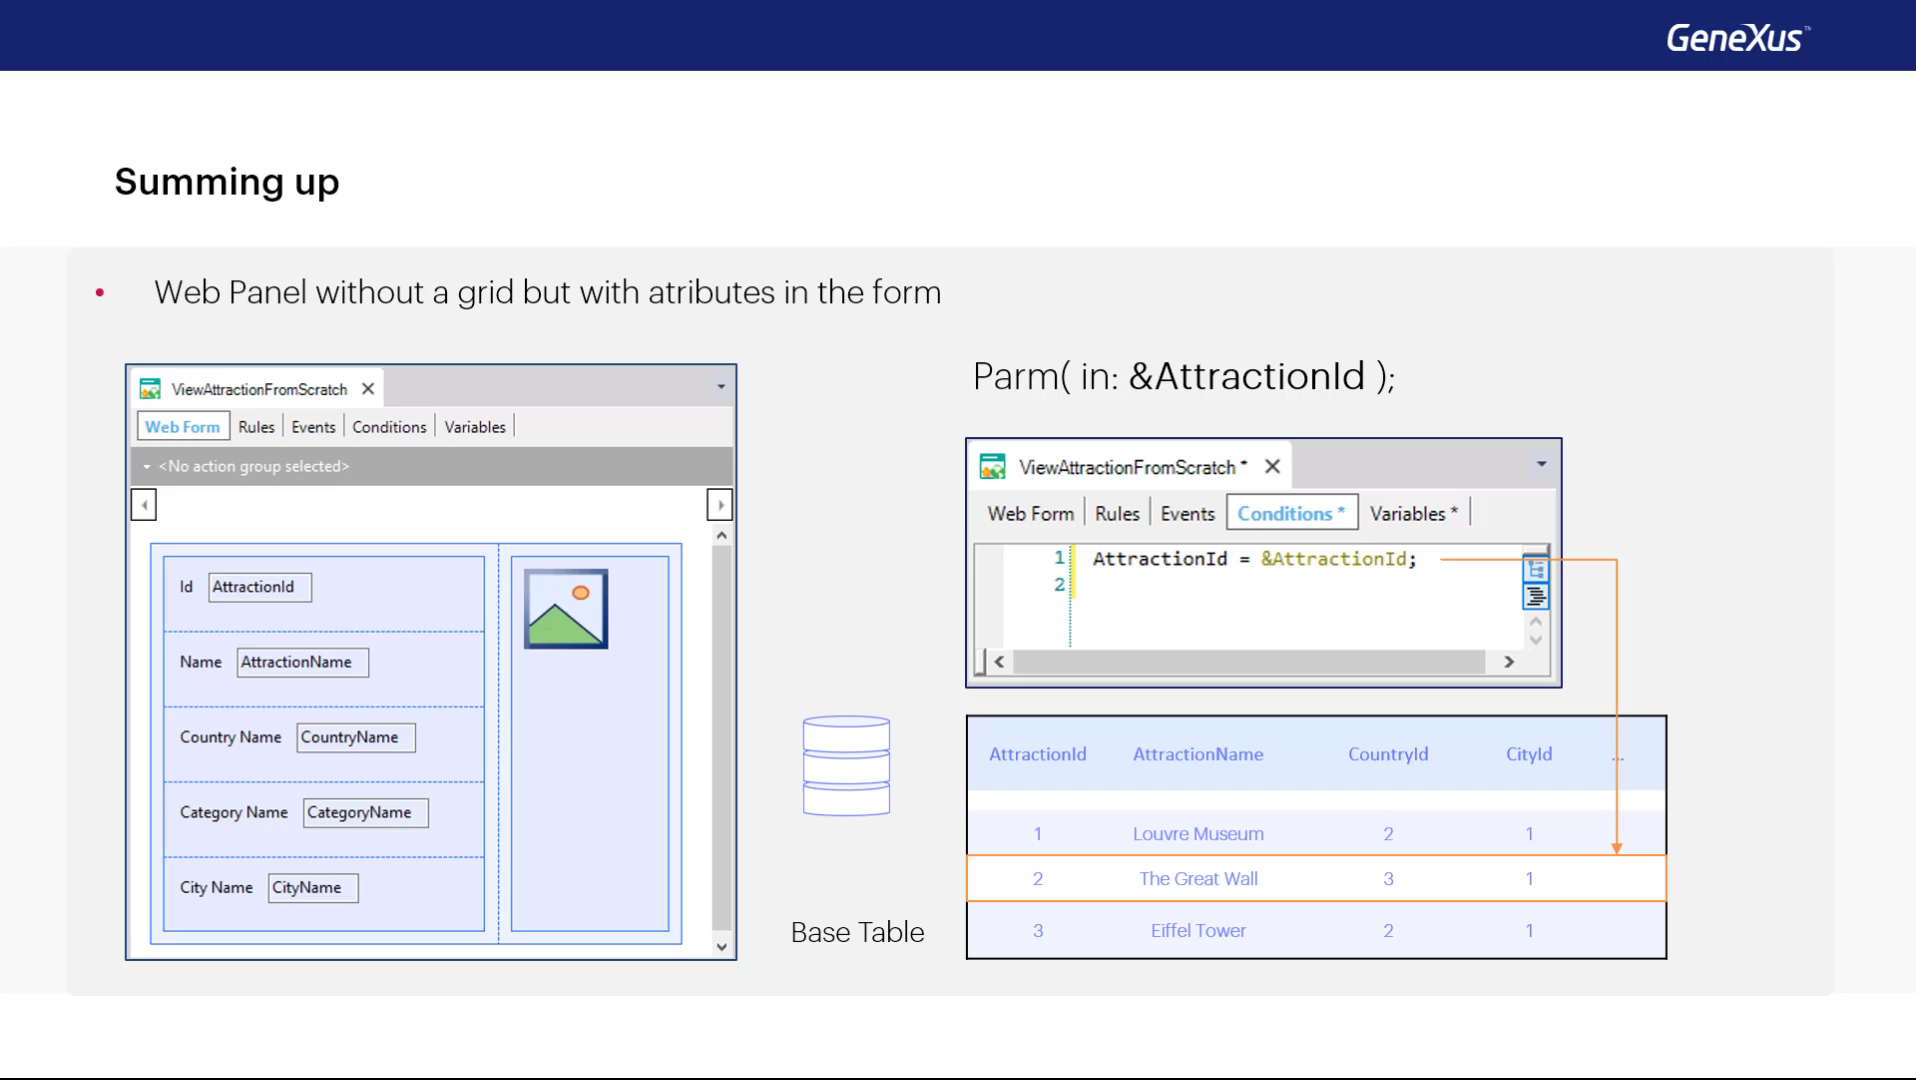 GeneXus™
Summing up
• Web Panel without a grid but with atributes in the form
ViewAttractionFromScratch
Web Form Rules Events Conditions Variables
<No action group selected>
Id AttractionId
Name AttractionName
Country Name CountryName
Category Name CategoryName
City Name CityName
Base Table
Parm( in: &AttractionId );
ViewAttractionFromScratch *
Web Form Rules Events Conditions * Variables *
1 AttractionId = &AttractionId;
2
AttractionId AttractionName CountryId CityId ...
1 Louvre Museum 2 1
2 The Great Wall 3 1
3 Eiffel Tower 2 1